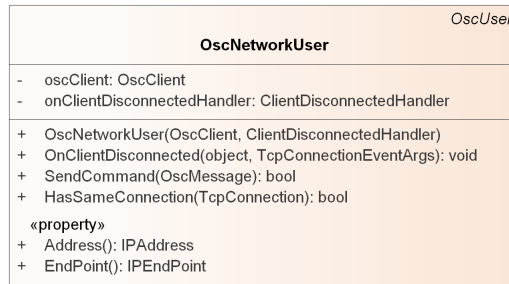 OscUser
OscNetworkUser
- oscClient: OscClient
- onClientDisconnectedHandler: ClientDisconnectedHandler
+ OscNetworkUser(OscClient, ClientDisconnectedHandler)
+ OnClientDisconnected(object, TcpConnectionEventArgs): void
+ SendCommand(OscMessage): bool
+ HasSameConnection(TcpConnection): bool
«property»
+ Address(): IPAddress
+ EndPoint(): IPEndPoint